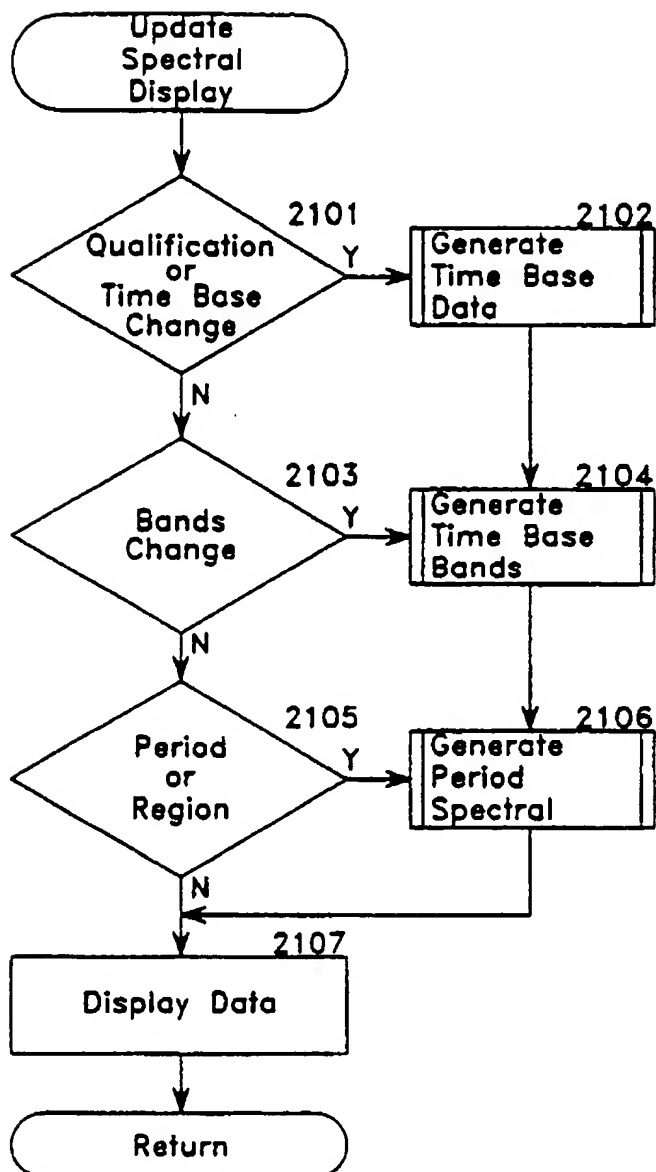 Update
Spectral
Display
2101
Qualification
or
Time Base
Change
Y
N
2102
Generate
Time Base
Data
2103
Bands
Change
Y
N
2104
Generate
Time Base
Bands
2105
Period
or
Region
Y
N
2106
Generate
Period
Spectral
2107
Display Data
Return